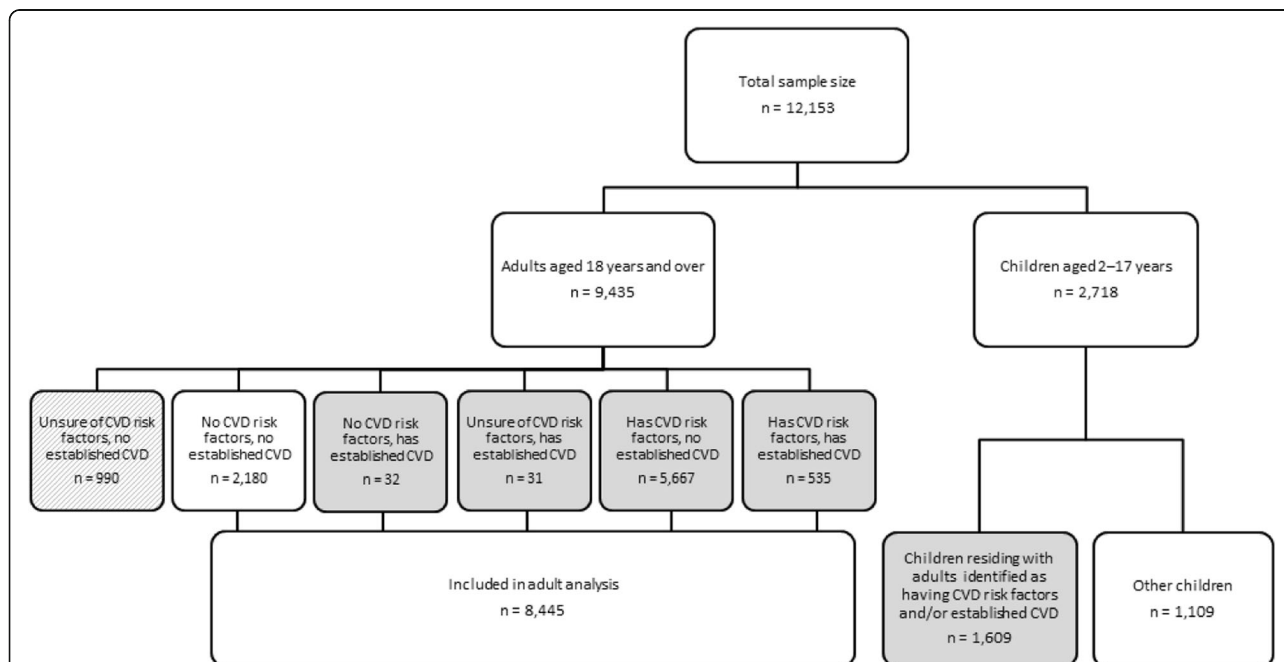 Total sample size
n = 12,153
Adults aged 18 years and over
n = 9,435
Children aged 2–17 years
n = 2,718
Unsure of CVD risk
factors, no
established CVD
n = 990
No CVD risk
factors, no
established CVD
n = 2,180
No CVD risk
factors, has
established CVD
n = 32
Unsure of CVD risk
factors, has
established CVD
n = 31
Has CVD risk
factors, no
established CVD
n = 5,667
Has CVD risk
factors, has
established CVD
n = 535
Included in adult analysis
n = 8,445
Children residing with
adults identified as
having CVD risk factors
and/or established CVD
n = 1,609
Other children
n = 1,109